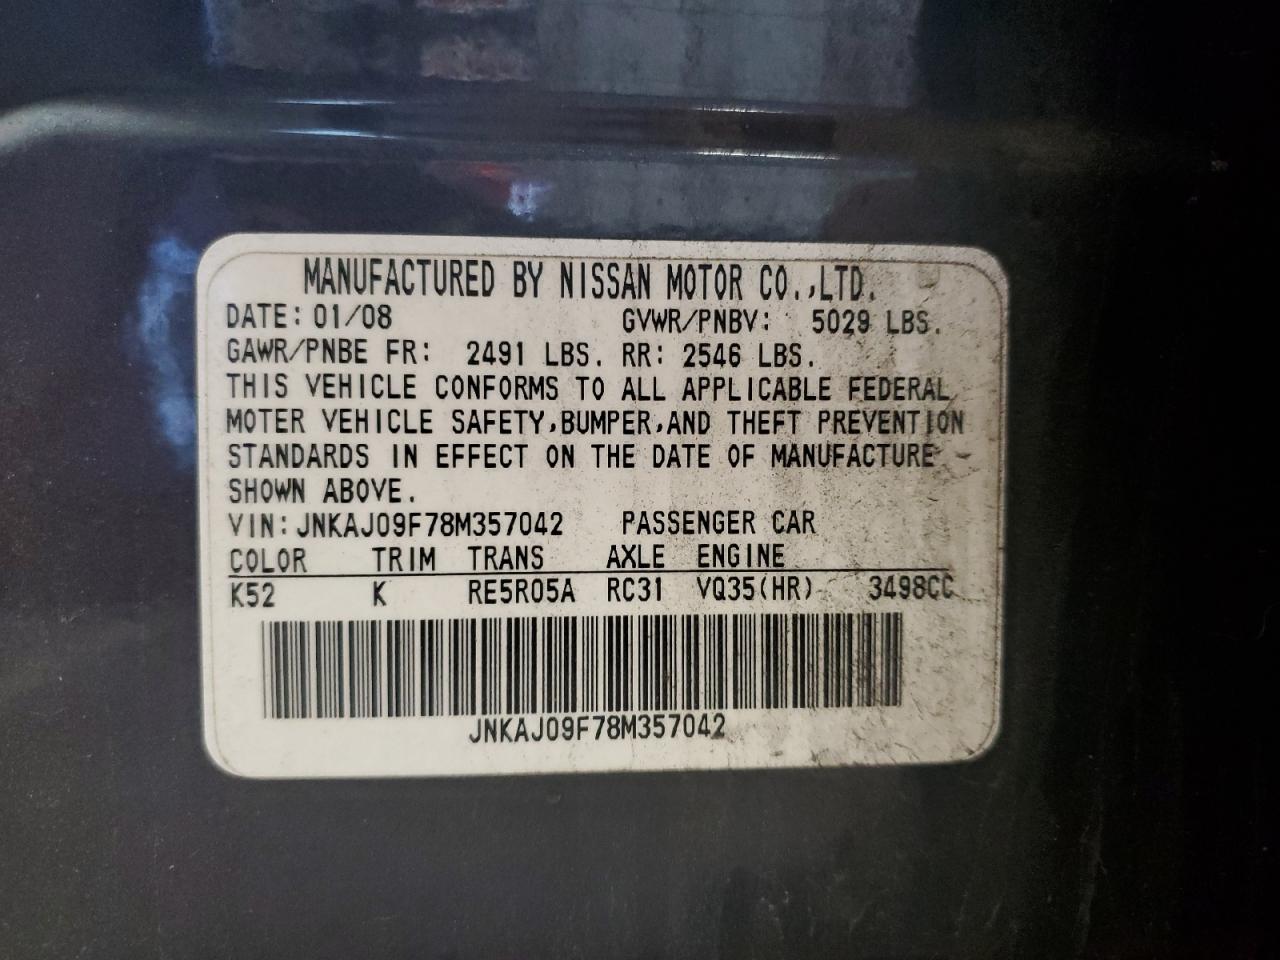 MANUFACTURED BY NISSAN MOTOR CO.,LTD.
DATE: 01/08 GVWR/PNBV: 5029 LBS.
GAWR/PNBE FR: 2491 LBS. RR: 2546 LBS.
THIS VEHICLE CONFORMS TO ALL APPLICABLE FEDERAL
MOTER VEHICLE SAFETY,BUMPER,AND THEFT PREVENTION
STANDARDS IN EFFECT ON THE DATE OF MANUFACTURE
SHOWN ABOVE.
VIN: JNKAJ09F78M357042 PASSENGER CAR
COLOR TRIM TRANS AXLE ENGINE
K52 K RE5R05A RC31 VQ35(HR) 3498CC
JNKAJ09F78M357042